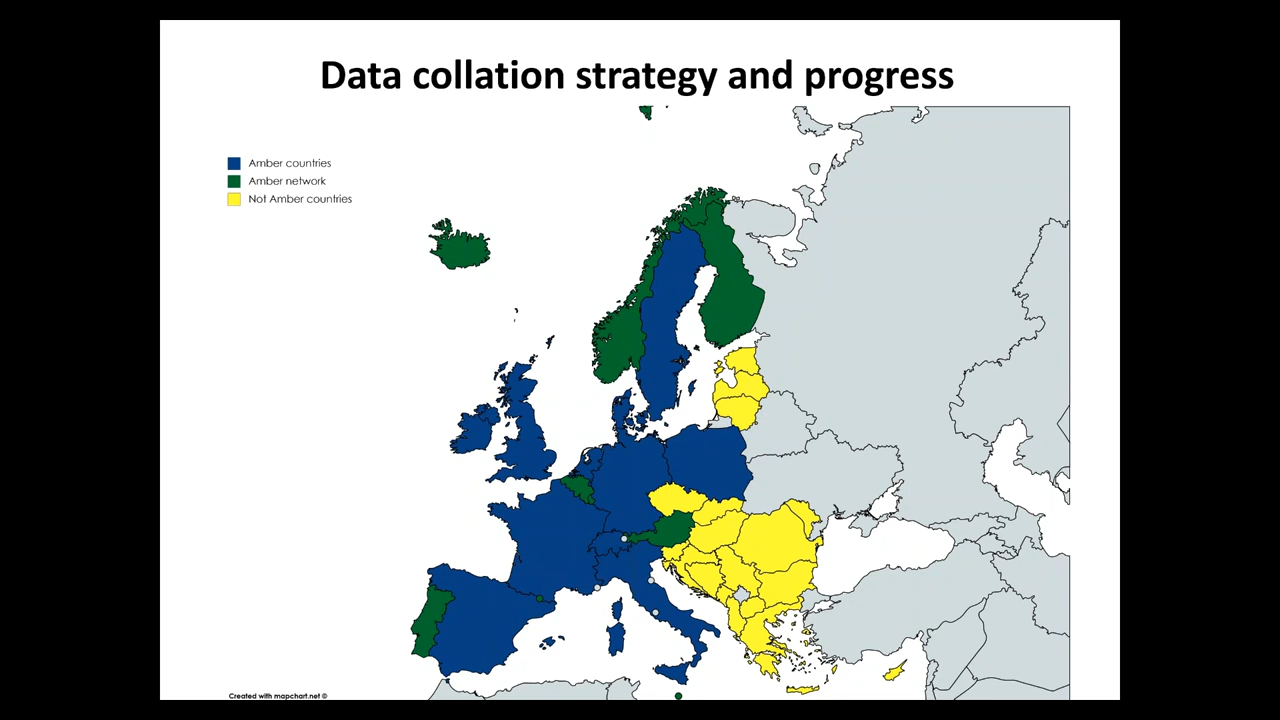 Data collation strategy and progress
Amber countries
Amber network
Not Amber countries
Created with mapchart.net ©